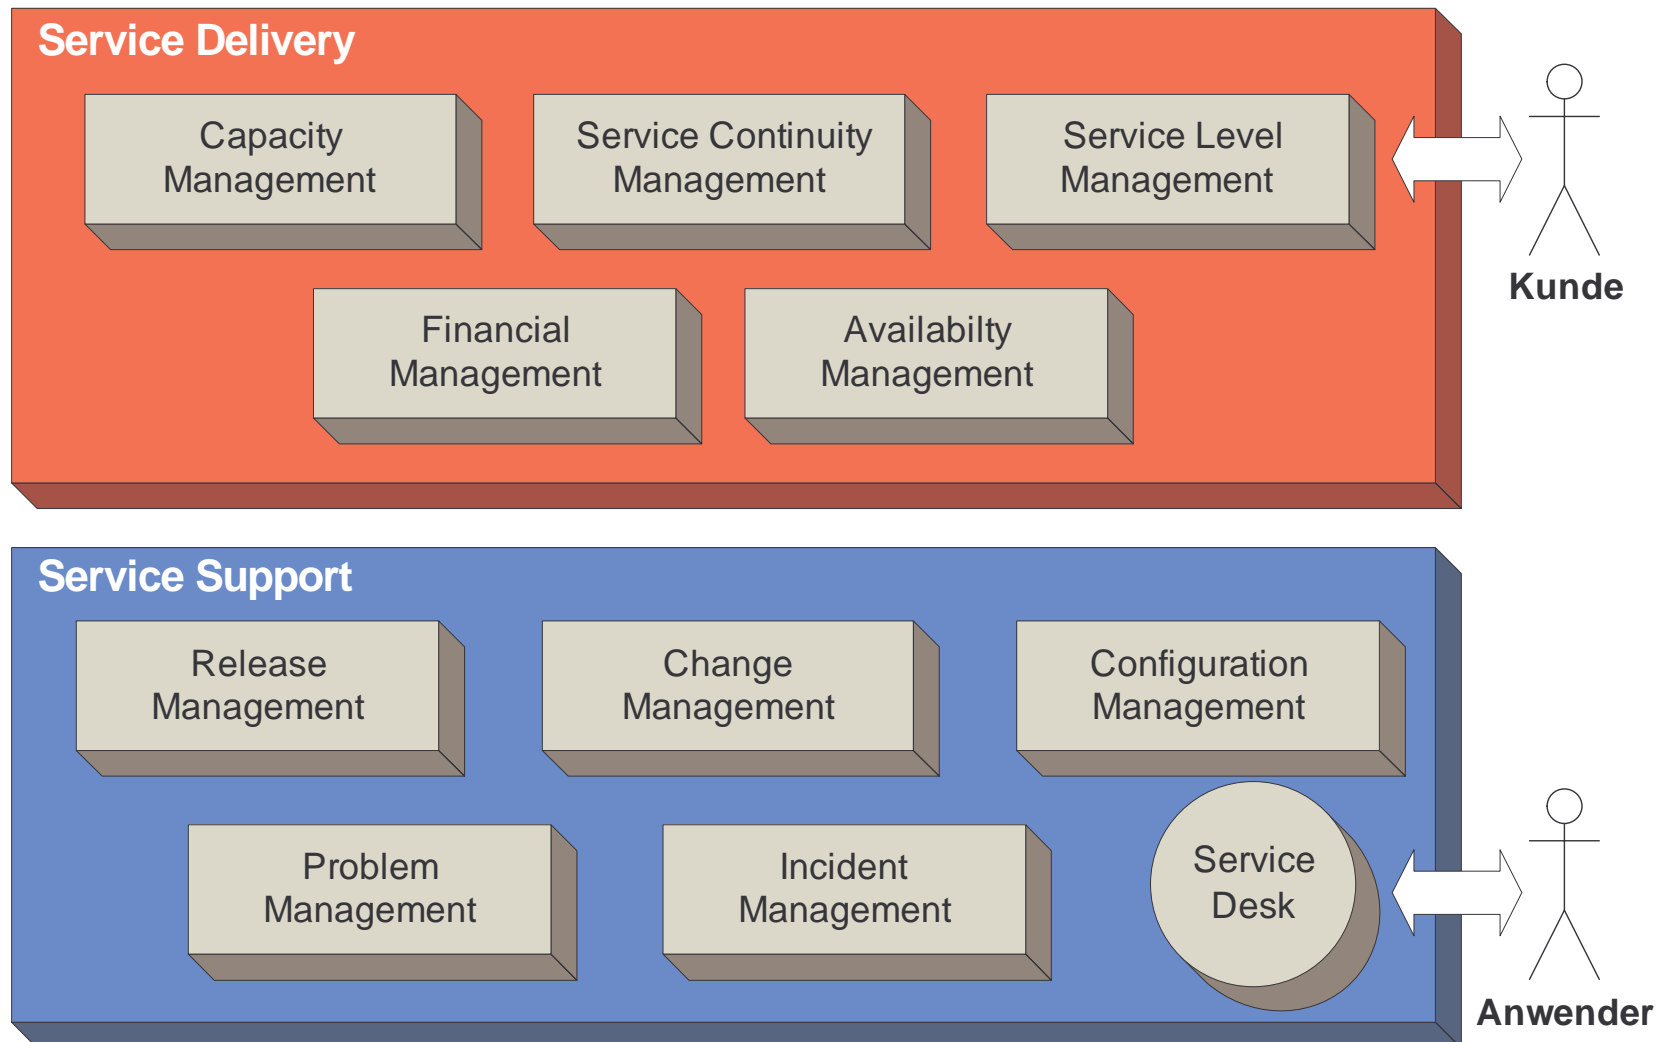 Service Delivery
Capacity
Management
Service Continuity
Management
Service Level
Management
Kunde
Financial
Management
Availabilty
Management
Service Support
Release
Management
Change
Management
Configuration
Management
Problem
Management
Incident
Management
Service
Desk
Anwender